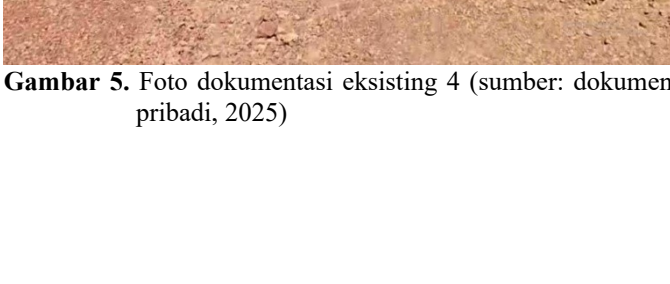 Gambar 5. Foto dokumentasi eksisting 4 (sumber: dokumen
pribadi, 2025)